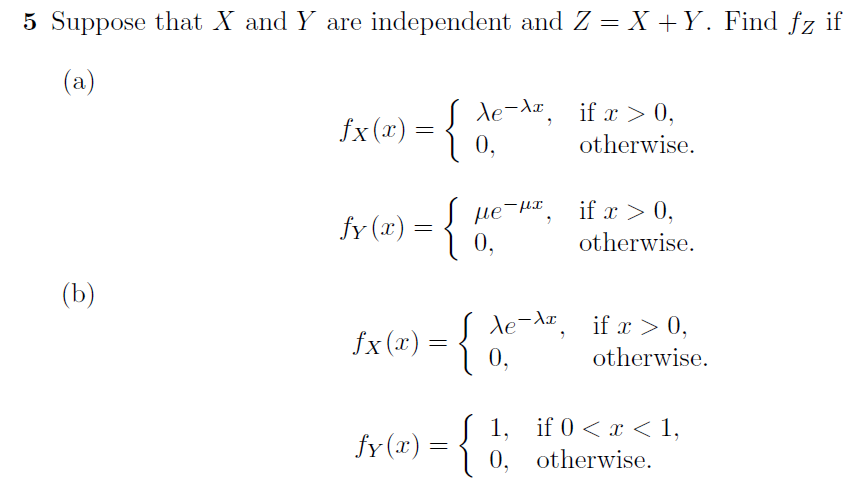 5 Suppose that X and Y are independent and Z = X + Y. Find f_Z if
(a)
f_X(x) = { λe^{−λx}, if x > 0,
0, otherwise.
f_Y(x) = { μe^{−μx}, if x > 0,
0, otherwise.
(b)
f_X(x) = { λe^{−λx}, if x > 0,
0, otherwise.
f_Y(x) = { 1, if 0 < x < 1,
0, otherwise.